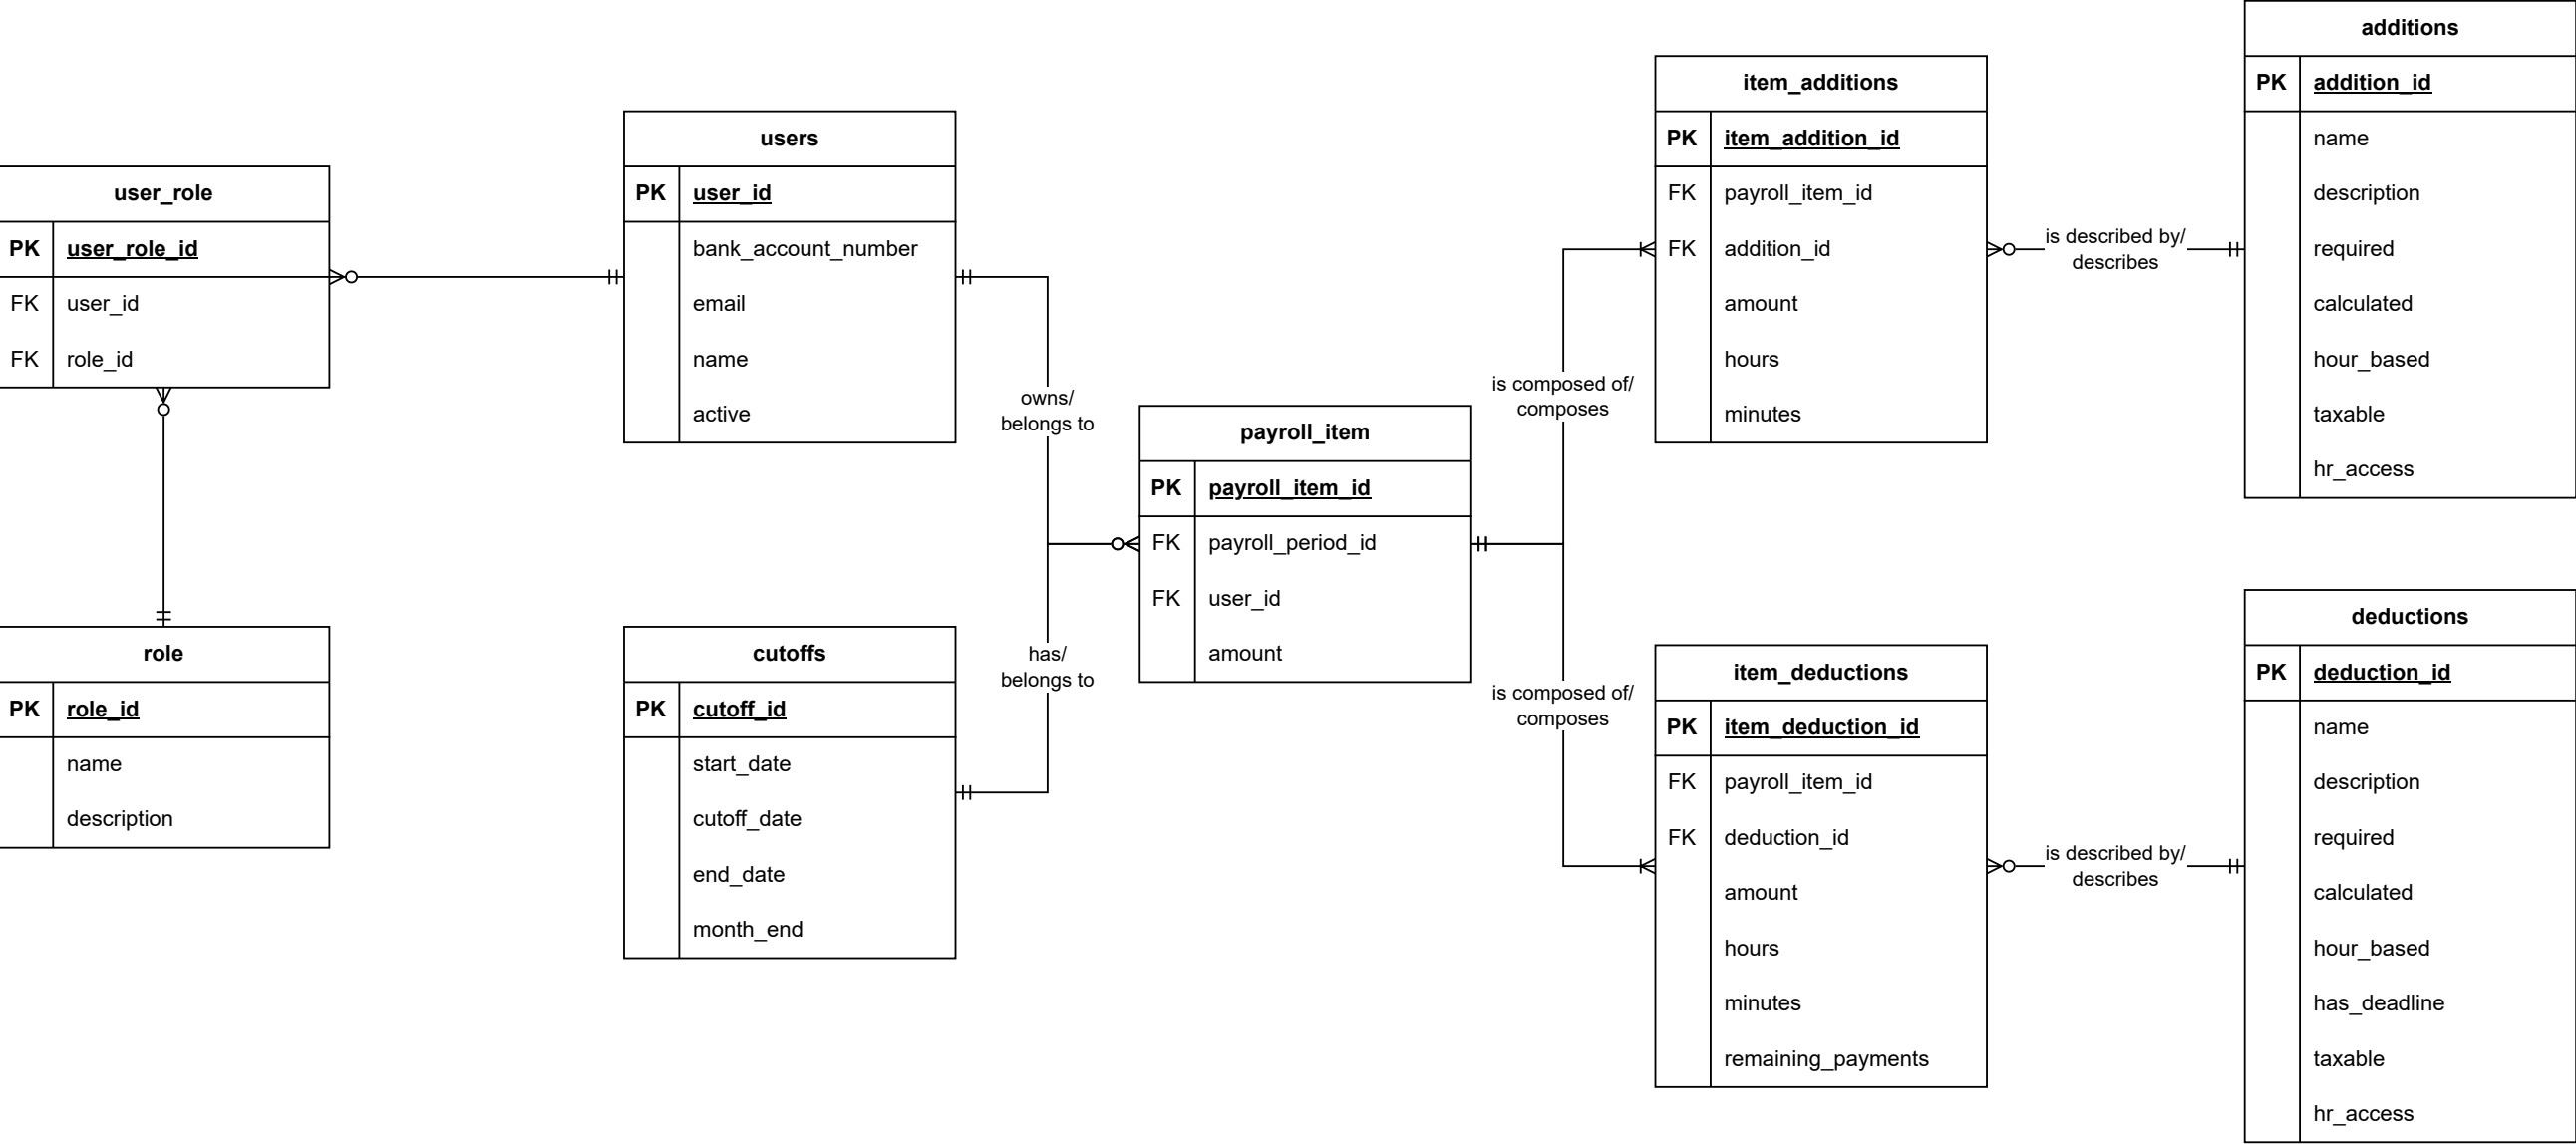 user_role
PK user_role_id
FK user_id
FK role_id
role
PK role_id
name
description
users
PK user_id
bank_account_number
email
name
active
cutoffs
PK cutoff_id
start_date
cutoff_date
end_date
month_end
owns/
belongs to
has/
belongs to
payroll_item
PK payroll_item_id
FK payroll_period_id
FK user_id
amount
is composed of/
composes
is composed of/
composes
item_additions
PK item_addition_id
FK payroll_item_id
FK addition_id
amount
hours
minutes
item_deductions
PK item_deduction_id
FK payroll_item_id
FK deduction_id
amount
hours
minutes
remaining_payments
is described by/
describes
is described by/
describes
additions
PK addition_id
name
description
required
calculated
hour_based
taxable
hr_access
deductions
PK deduction_id
name
description
required
calculated
hour_based
has_deadline
taxable
hr_access